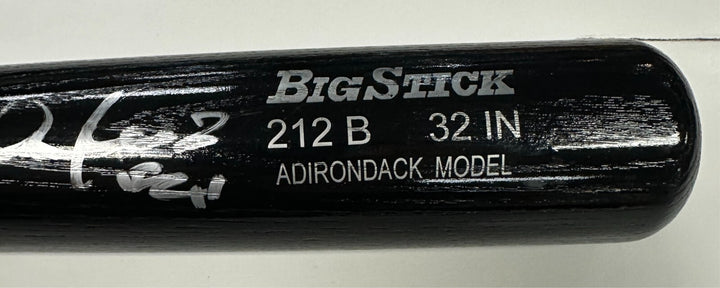 BIG STICK
212 B 32 IN
ADIRONDACK MODEL